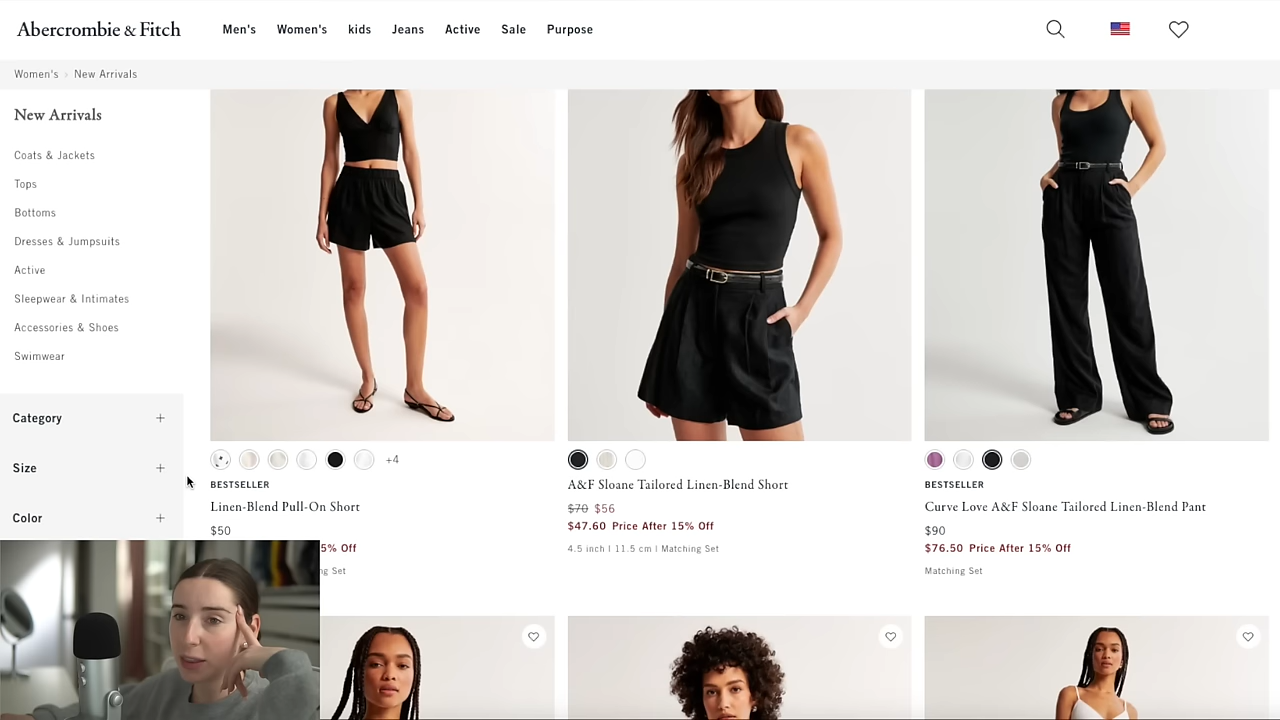 Abercrombie & Fitch
Men's Women's kids Jeans Active Sale Purpose
Women's › New Arrivals
New Arrivals
Coats & Jackets
Tops
Bottoms
Dresses & Jumpsuits
Active
Sleepwear & Intimates
Accessories & Shoes
Swimwear
Category +
Size +
Color +
+4
BESTSELLER
Linen-Blend Pull-On Short
$50
5% Off
ng Set
A&F Sloane Tailored Linen-Blend Short
$70 $56
$47.60 Price After 15% Off
4.5 inch | 11.5 cm | Matching Set
BESTSELLER
Curve Love A&F Sloane Tailored Linen-Blend Pant
$90
$76.50 Price After 15% Off
Matching Set